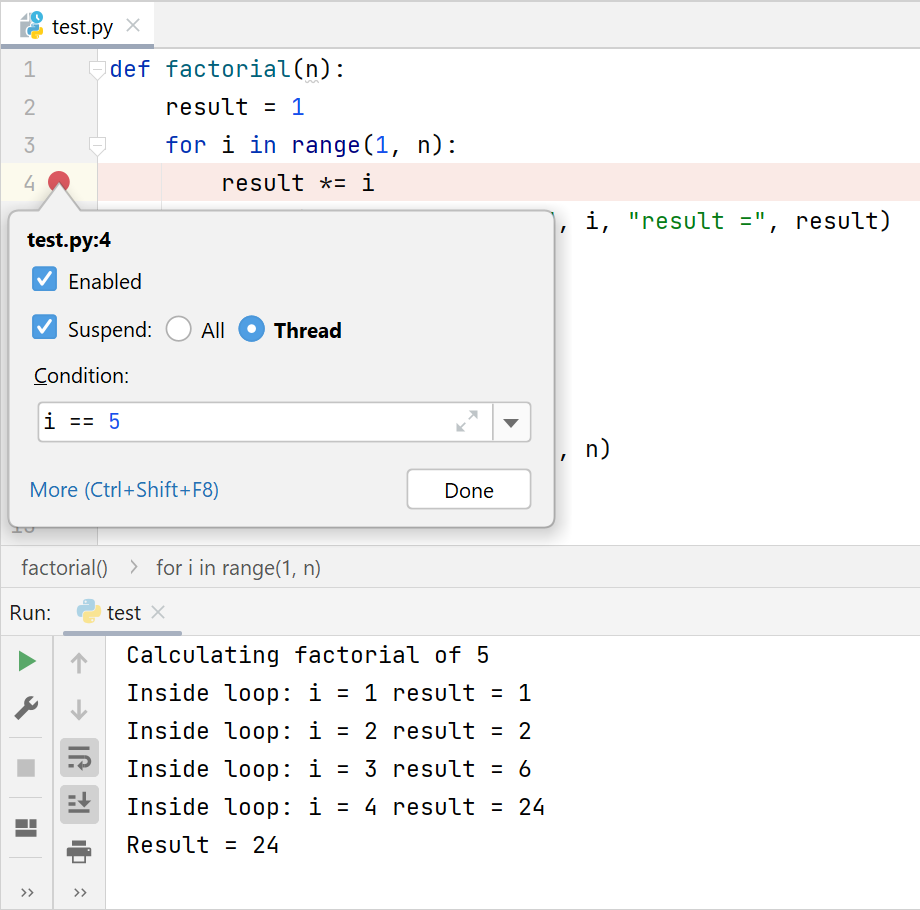 test.py
1 def factorial(n):
2 result = 1
3 for i in range(1, n):
4 result *= i
, i, "result =", result)
test.py:4
Enabled
Suspend: All Thread
Condition:
i == 5
, n)
More (Ctrl+Shift+F8) Done
factorial() > for i in range(1, n)
Run: test
Calculating factorial of 5
Inside loop: i = 1 result = 1
Inside loop: i = 2 result = 2
Inside loop: i = 3 result = 6
Inside loop: i = 4 result = 24
Result = 24